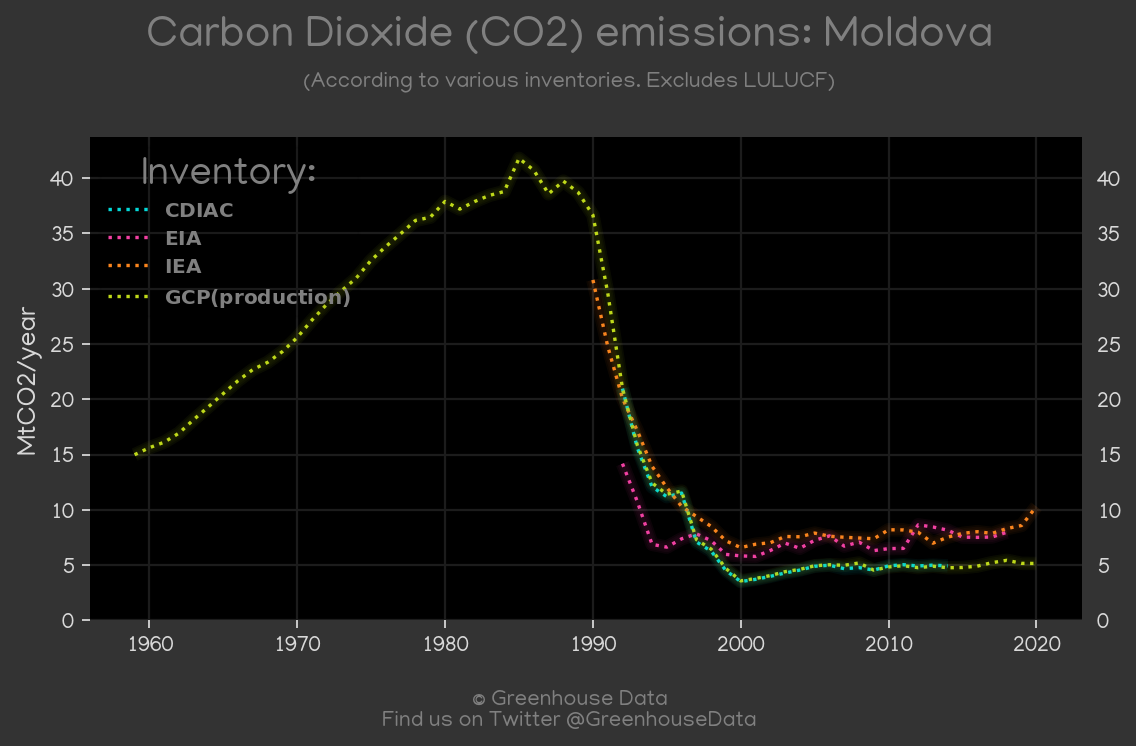 Carbon Dioxide (CO2) emissions: Moldova
(According to various inventories. Excludes LULUCF)
Inventory:
CDIAC
EIA
IEA
GCP(production)
MtCO2/year
40
35
30
25
20
15
10
5
0
40
35
30
25
20
15
10
5
0
1960 1970 1980 1990 2000 2010 2020
© Greenhouse Data
Find us on Twitter @GreenhouseData